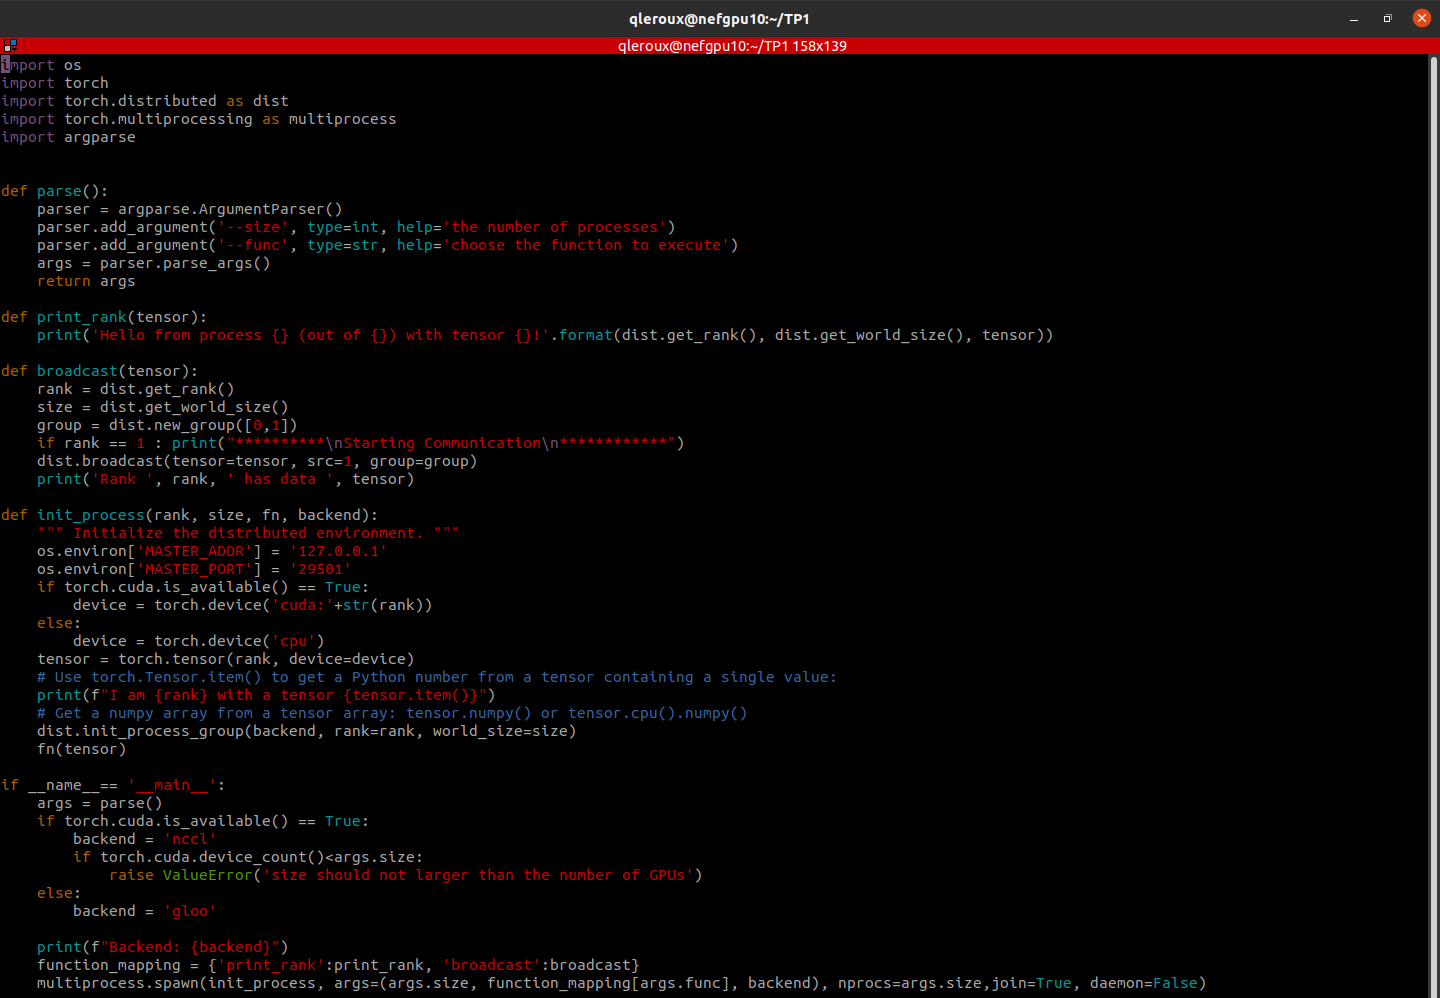 qleroux@nefgpu10:~/TP1
qleroux@nefgpu10:~/TP1 158x139
import os
import torch
import torch.distributed as dist
import torch.multiprocessing as multiprocess
import argparse
def parse():
    parser = argparse.ArgumentParser()
    parser.add_argument('--size', type=int, help='the number of processes')
    parser.add_argument('--func', type=str, help='choose the function to execute')
    args = parser.parse_args()
    return args
def print_rank(tensor):
    print('Hello from process {} (out of {}) with tensor {}!'.format(dist.get_rank(), dist.get_world_size(), tensor))
def broadcast(tensor):
    rank = dist.get_rank()
    size = dist.get_world_size()
    group = dist.new_group([0,1])
    if rank == 1 : print("**********\nStarting Communication\n************")
    dist.broadcast(tensor=tensor, src=1, group=group)
    print('Rank ', rank, ' has data ', tensor)
def init_process(rank, size, fn, backend):
    """ Initialize the distributed environment. """
    os.environ['MASTER_ADDR'] = '127.0.0.1'
    os.environ['MASTER_PORT'] = '29501'
    if torch.cuda.is_available() == True:
        device = torch.device('cuda:'+str(rank))
    else:
        device = torch.device('cpu')
    tensor = torch.tensor(rank, device=device)
    # Use torch.Tensor.item() to get a Python number from a tensor containing a single value:
    print(f"I am {rank} with a tensor {tensor.item()}")
    # Get a numpy array from a tensor array: tensor.numpy() or tensor.cpu().numpy()
    dist.init_process_group(backend, rank=rank, world_size=size)
    fn(tensor)
if __name__== '__main__':
    args = parse()
    if torch.cuda.is_available() == True:
        backend = 'nccl'
        if torch.cuda.device_count()<args.size:
            raise ValueError('size should not larger than the number of GPUs')
    else:
        backend = 'gloo'
    print(f"Backend: {backend}")
    function_mapping = {'print_rank':print_rank, 'broadcast':broadcast}
    multiprocess.spawn(init_process, args=(args.size, function_mapping[args.func], backend), nprocs=args.size,join=True, daemon=False)